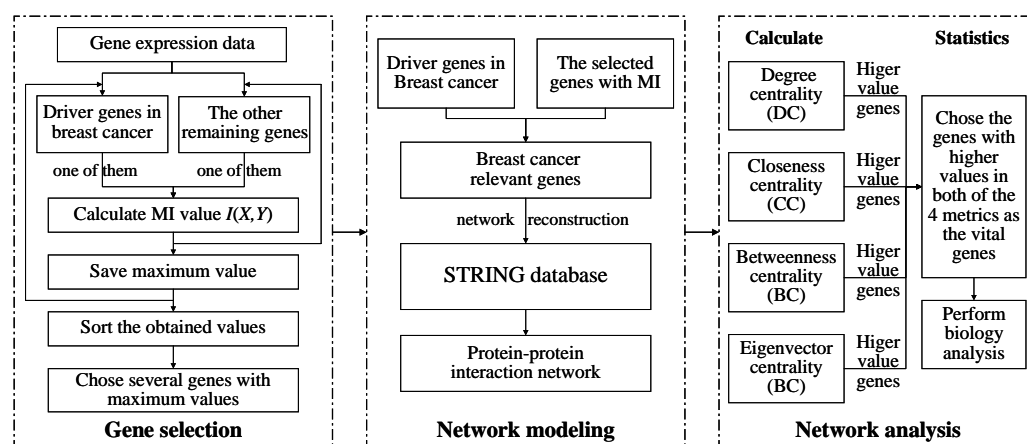 Gene expression data
Driver genes in
breast cancer
The other
remaining genes
one of them
one of them
Calculate MI value I(X,Y)
Save maximum value
Sort the obtained values
Chose several genes with
maximum values
Gene selection
Driver genes in
Breast cancer
The selected
genes with MI
Breast cancer
relevant genes
network reconstruction
STRING database
Protein-protein
interaction network
Network modeling
Calculate
Statistics
Degree
centrality
(DC)
Higer
value
genes
Closeness
centrality
(CC)
Higer
value
genes
Betweenness
centrality
(BC)
Higer
value
genes
Eigenvector
centrality
(BC)
Higer
value
genes
Chose the
genes with
higher
values in
both of the
4 metrics as
the vital
genes
Perform
biology
analysis
Network analysis